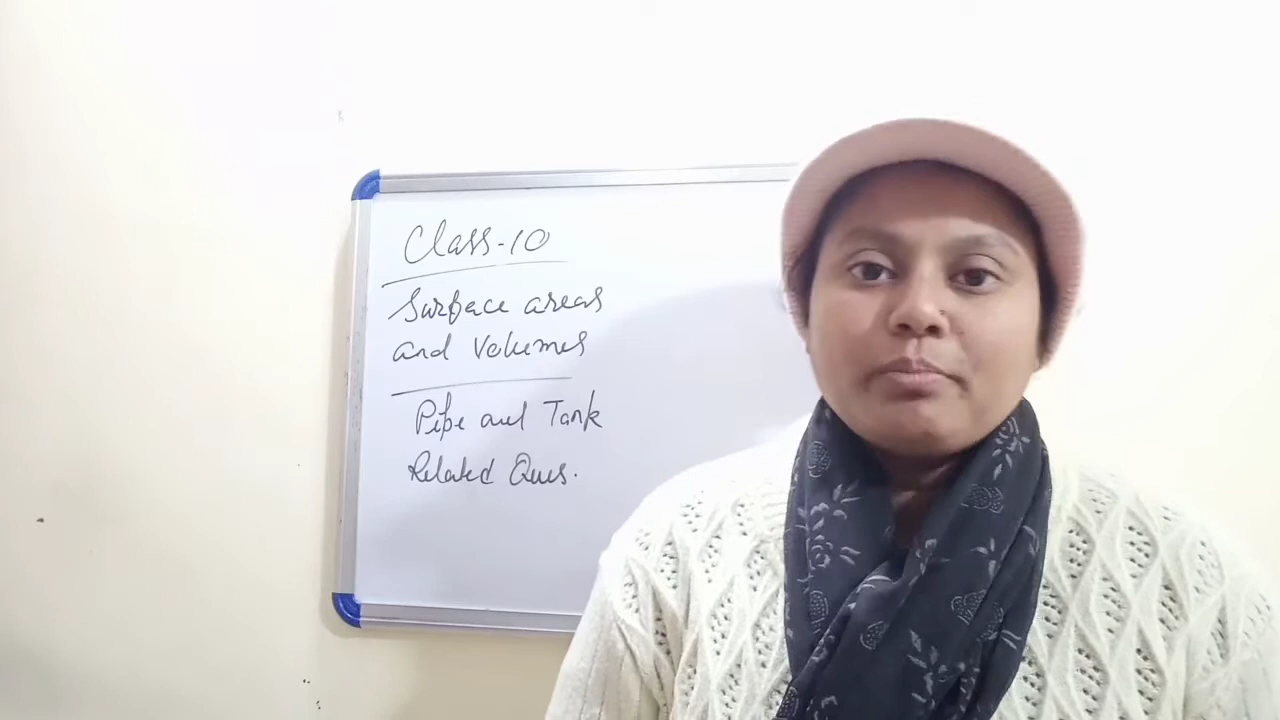 Class-10
Surface areas
and Volumes
Pipe and Tank
Related Ques.